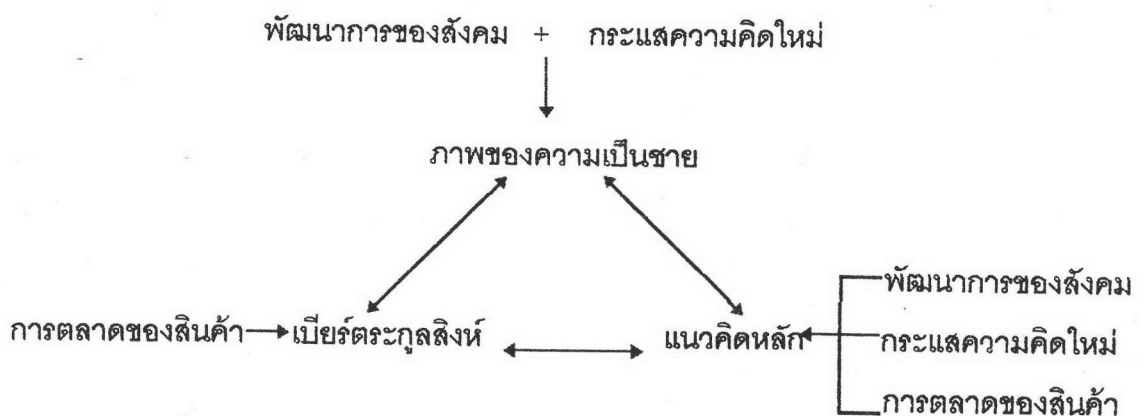 พัฒนาการของสังคม + กระแสความคิดใหม่
ภาพของความเป็นชาย
พัฒนาการของสังคม
การตลาดของสินค้า เบียร์ตระกูลสิงห์ แนวคิดหลัก กระแสความคิดใหม่
การตลาดของสินค้า